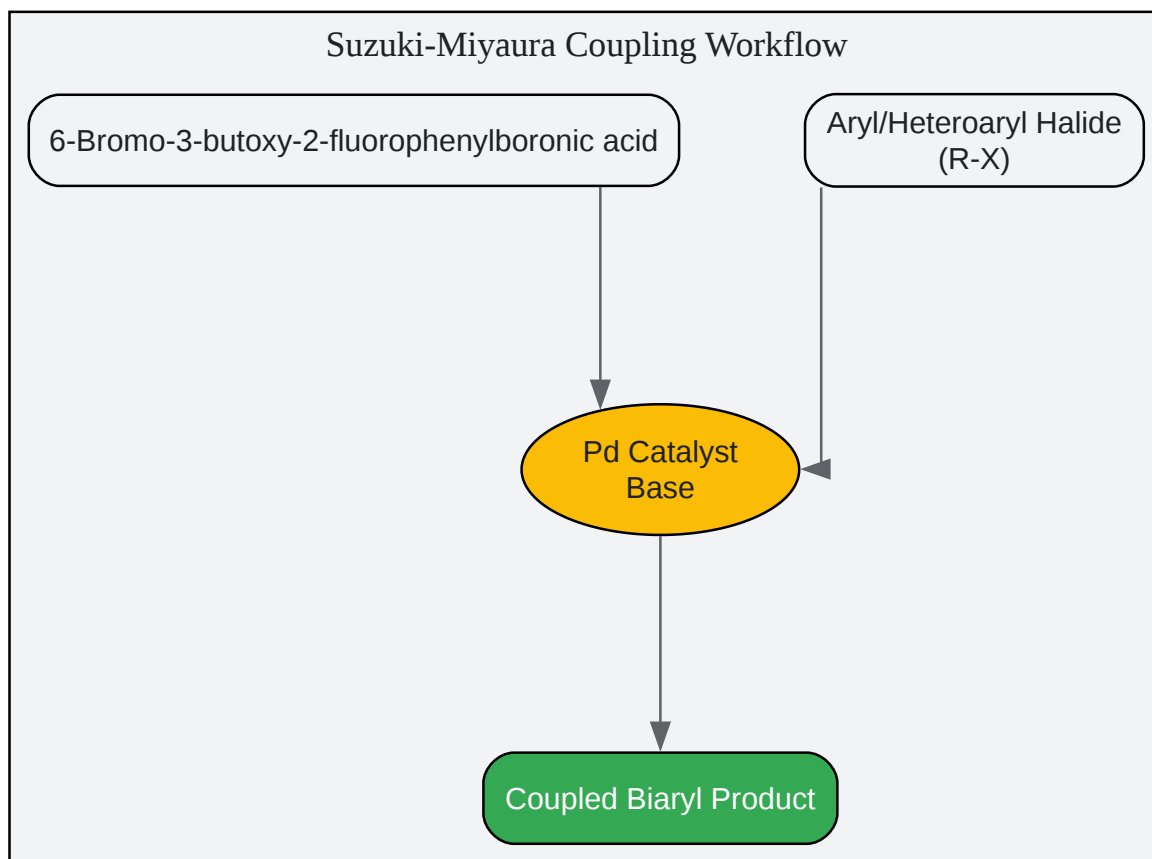 Suzuki-Miyaura Coupling Workflow
6-Bromo-3-butoxy-2-fluorophenylboronic acid
Aryl/Heteroaryl Halide
(R-X)
Pd Catalyst
Base
Coupled Biaryl Product